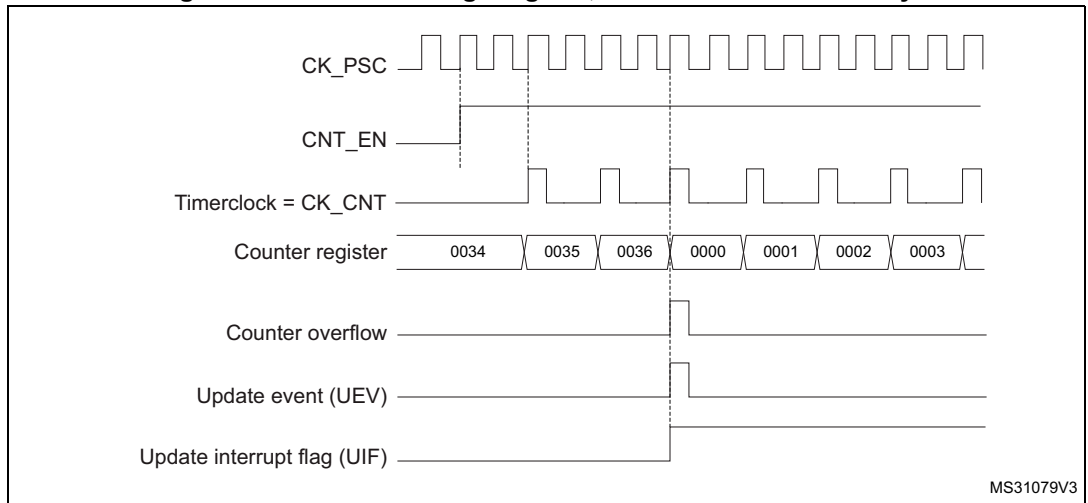 CK_PSC
CNT_EN
Timerclock = CK_CNT
Counter register 0034 0035 0036 0000 0001 0002 0003
Counter overflow
Update event (UEV)
Update interrupt flag (UIF)
MS31079V3